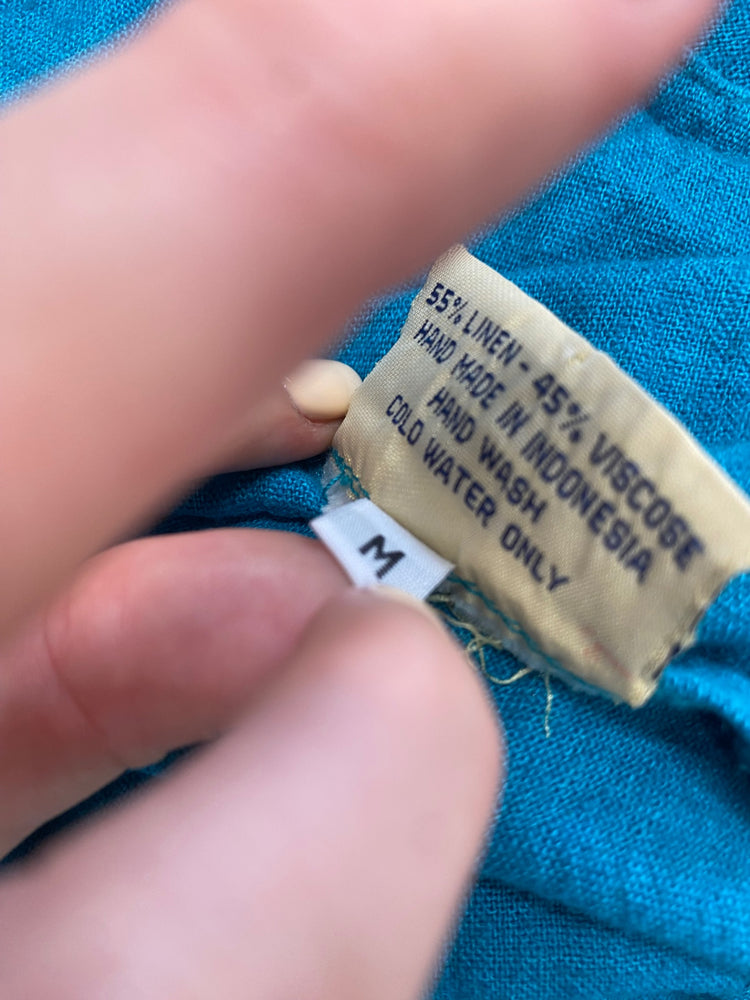 55% LINEN - 45% VISCOSE
HAND MADE IN INDONESIA
HAND WASH
COLD WATER ONLY
M